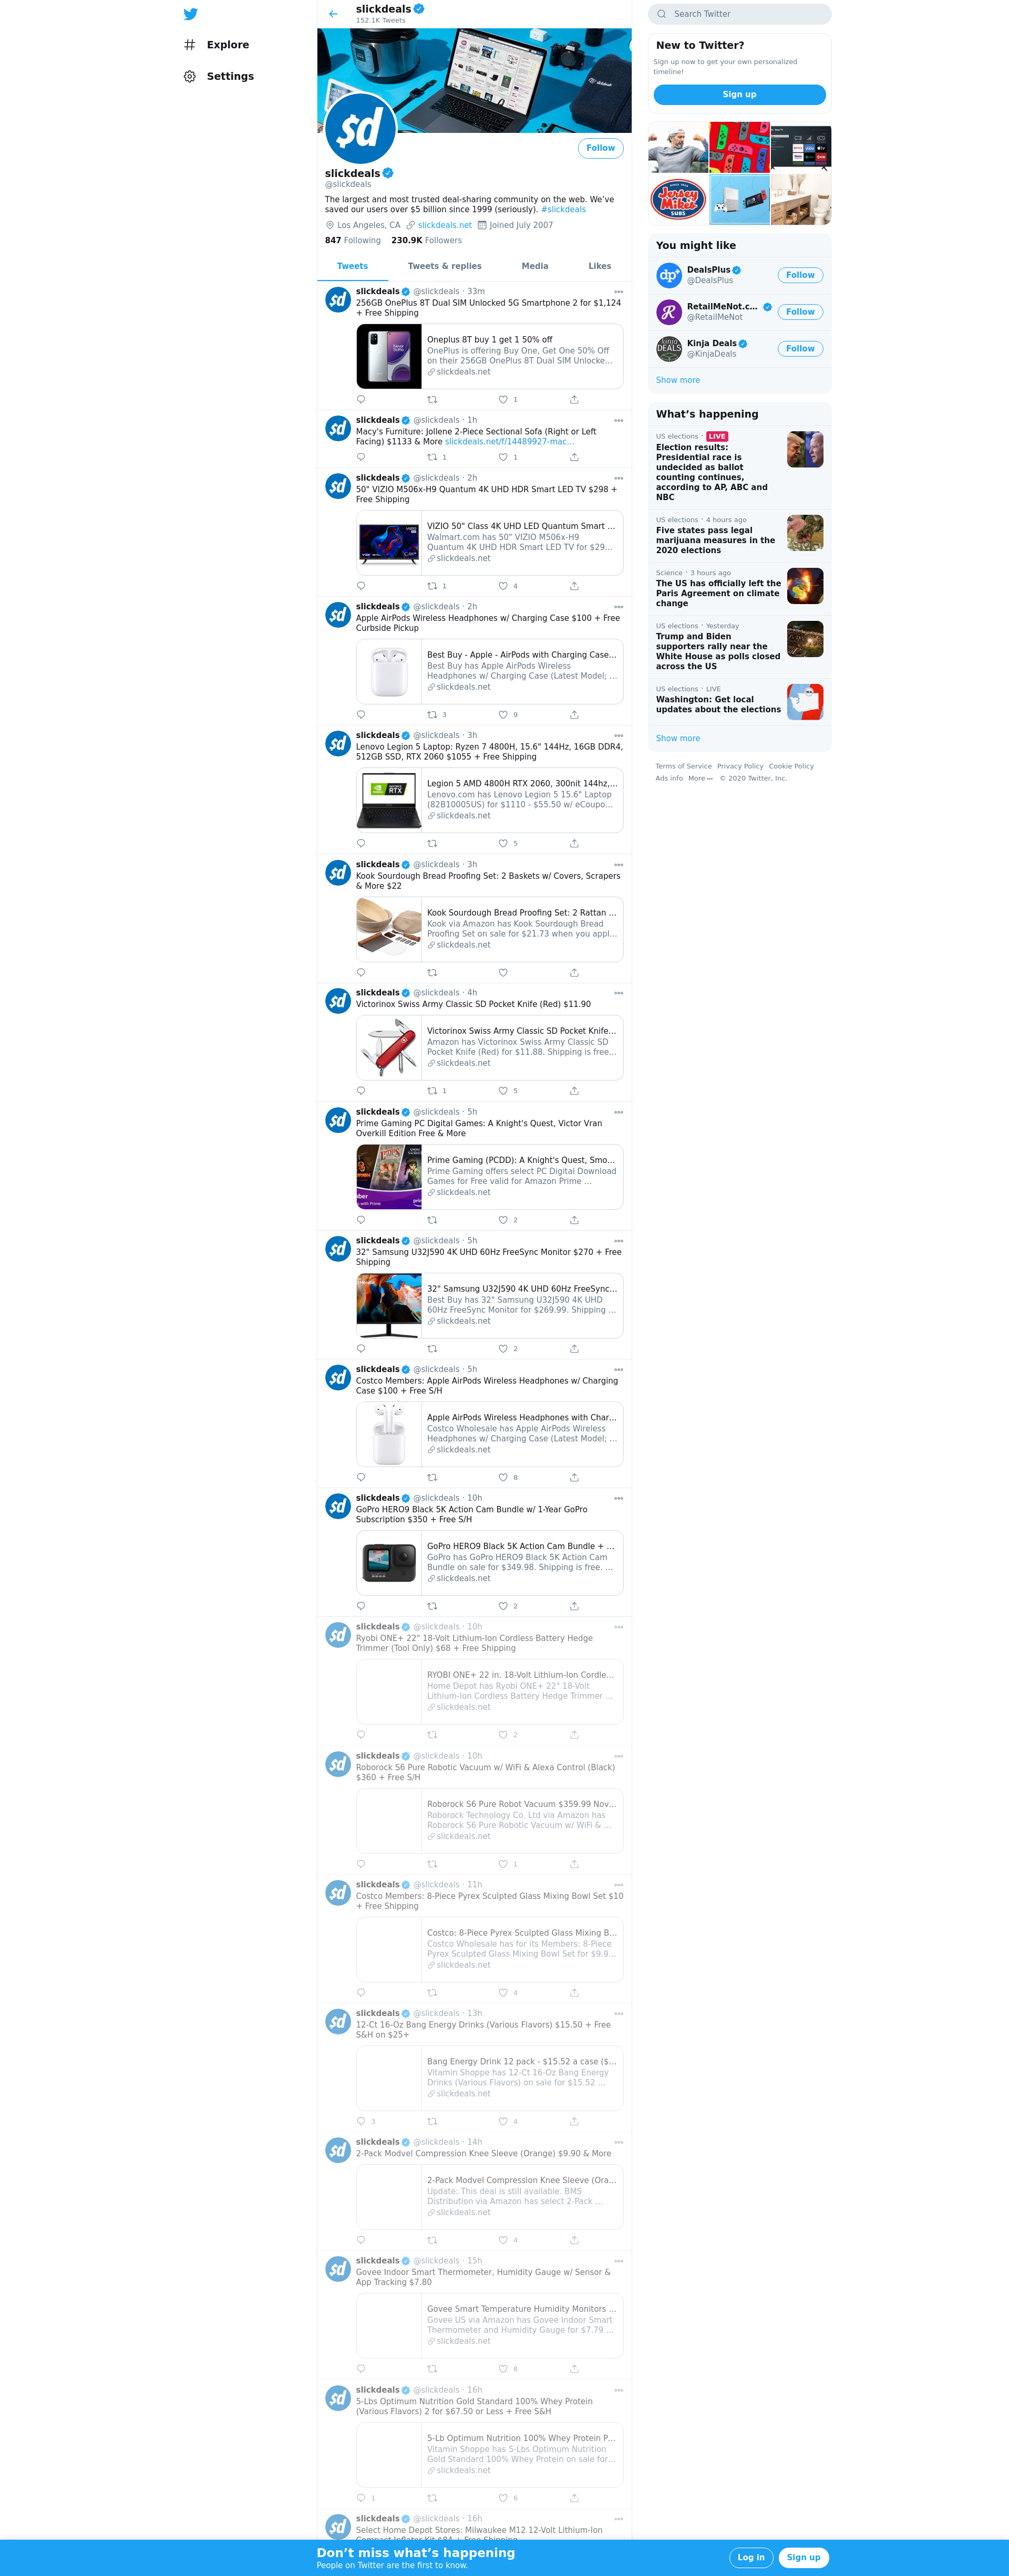 Explore
Settings
slickdeals
152.1K Tweets
$d
Follow
slickdeals
@slickdeals
The largest and most trusted deal-sharing community on the web. We’ve
saved our users over $5 billion since 1999 (seriously). #slickdeals
Los Angeles, CA slickdeals.net Joined July 2007
847 Following 230.9K Followers
Tweets Tweets & replies Media Likes
slickdeals @slickdeals · 33m
256GB OnePlus 8T Dual SIM Unlocked 5G Smartphone 2 for $1,124
+ Free Shipping
Oneplus 8T buy 1 get 1 50% off
OnePlus is offering Buy One, Get One 50% Off
on their 256GB OnePlus 8T Dual SIM Unlocke…
slickdeals.net
1
slickdeals @slickdeals · 1h
Macy's Furniture: Jollene 2-Piece Sectional Sofa (Right or Left
Facing) $1133 & More slickdeals.net/f/14489927-mac…
1 1
slickdeals @slickdeals · 2h
50" VIZIO M506x-H9 Quantum 4K UHD HDR Smart LED TV $298 +
Free Shipping
VIZIO 50" Class 4K UHD LED Quantum Smart …
Walmart.com has 50" VIZIO M506x-H9
Quantum 4K UHD HDR Smart LED TV for $29…
slickdeals.net
1 4
slickdeals @slickdeals · 2h
Apple AirPods Wireless Headphones w/ Charging Case $100 + Free
Curbside Pickup
Best Buy - Apple - AirPods with Charging Case…
Best Buy has Apple AirPods Wireless
Headphones w/ Charging Case (Latest Model; …
slickdeals.net
3 9
slickdeals @slickdeals · 3h
Lenovo Legion 5 Laptop: Ryzen 7 4800H, 15.6" 144Hz, 16GB DDR4,
512GB SSD, RTX 2060 $1055 + Free Shipping
Legion 5 AMD 4800H RTX 2060, 300nit 144hz,…
Lenovo.com has Lenovo Legion 5 15.6" Laptop
(82B10005US) for $1110 - $55.50 w/ eCoupo…
slickdeals.net
5
slickdeals @slickdeals · 3h
Kook Sourdough Bread Proofing Set: 2 Baskets w/ Covers, Scrapers
& More $22
Kook Sourdough Bread Proofing Set: 2 Rattan …
Kook via Amazon has Kook Sourdough Bread
Proofing Set on sale for $21.73 when you appl…
slickdeals.net
slickdeals @slickdeals · 4h
Victorinox Swiss Army Classic SD Pocket Knife (Red) $11.90
Victorinox Swiss Army Classic SD Pocket Knife…
Amazon has Victorinox Swiss Army Classic SD
Pocket Knife (Red) for $11.88. Shipping is free…
slickdeals.net
1 5
slickdeals @slickdeals · 5h
Prime Gaming PC Digital Games: A Knight's Quest, Victor Vran
Overkill Edition Free & More
Prime Gaming (PCDD): A Knight's Quest, Smo…
Prime Gaming offers select PC Digital Download
Games for Free valid for Amazon Prime …
slickdeals.net
2
slickdeals @slickdeals · 5h
32" Samsung U32J590 4K UHD 60Hz FreeSync Monitor $270 + Free
Shipping
32" Samsung U32J590 4K UHD 60Hz FreeSync…
Best Buy has 32" Samsung U32J590 4K UHD
60Hz FreeSync Monitor for $269.99. Shipping …
slickdeals.net
2
slickdeals @slickdeals · 5h
Costco Members: Apple AirPods Wireless Headphones w/ Charging
Case $100 + Free S/H
Apple AirPods Wireless Headphones with Char…
Costco Wholesale has Apple AirPods Wireless
Headphones w/ Charging Case (Latest Model; …
slickdeals.net
8
slickdeals @slickdeals · 10h
GoPro HERO9 Black 5K Action Cam Bundle w/ 1-Year GoPro
Subscription $350 + Free S/H
GoPro HERO9 Black 5K Action Cam Bundle + …
GoPro has GoPro HERO9 Black 5K Action Cam
Bundle on sale for $349.98. Shipping is free. …
slickdeals.net
2
slickdeals @slickdeals · 10h
Ryobi ONE+ 22" 18-Volt Lithium-Ion Cordless Battery Hedge
Trimmer (Tool Only) $68 + Free Shipping
RYOBI ONE+ 22 in. 18-Volt Lithium-Ion Cordle…
Home Depot has Ryobi ONE+ 22" 18-Volt
Lithium-Ion Cordless Battery Hedge Trimmer …
slickdeals.net
2
slickdeals @slickdeals · 10h
Roborock S6 Pure Robotic Vacuum w/ WiFi & Alexa Control (Black)
$360 + Free S/H
Roborock S6 Pure Robot Vacuum $359.99 Nov…
Roborock Technology Co. Ltd via Amazon has
Roborock S6 Pure Robotic Vacuum w/ WiFi & …
slickdeals.net
1
slickdeals @slickdeals · 11h
Costco Members: 8-Piece Pyrex Sculpted Glass Mixing Bowl Set $10
+ Free Shipping
Costco: 8-Piece Pyrex Sculpted Glass Mixing B…
Costco Wholesale has for its Members: 8-Piece
Pyrex Sculpted Glass Mixing Bowl Set for $9.9…
slickdeals.net
4
slickdeals @slickdeals · 13h
12-Ct 16-Oz Bang Energy Drinks (Various Flavors) $15.50 + Free
S&H on $25+
Bang Energy Drink 12 pack - $15.52 a case ($…
Vitamin Shoppe has 12-Ct 16-Oz Bang Energy
Drinks (Various Flavors) on sale for $15.52 …
slickdeals.net
3 4
slickdeals @slickdeals · 14h
2-Pack Modvel Compression Knee Sleeve (Orange) $9.90 & More
2-Pack Modvel Compression Knee Sleeve (Ora…
Update: This deal is still available. BMS
Distribution via Amazon has select 2-Pack …
slickdeals.net
4
slickdeals @slickdeals · 15h
Govee Indoor Smart Thermometer, Humidity Gauge w/ Sensor &
App Tracking $7.80
Govee Smart Temperature Humidity Monitors …
Govee US via Amazon has Govee Indoor Smart
Thermometer and Humidity Gauge for $7.79 …
slickdeals.net
8
slickdeals @slickdeals · 16h
5-Lbs Optimum Nutrition Gold Standard 100% Whey Protein
(Various Flavors) 2 for $67.50 or Less + Free S&H
5-Lb Optimum Nutrition 100% Whey Protein P…
Vitamin Shoppe has 5-Lbs Optimum Nutrition
Gold Standard 100% Whey Protein on sale for…
slickdeals.net
1 6
slickdeals @slickdeals · 16h
Select Home Depot Stores: Milwaukee M12 12-Volt Lithium-Ion
Compact Inflator Kit $84 + Free Shipping
Search Twitter
New to Twitter?
Sign up now to get your own personalized
timeline!
Sign up
Jersey Mike's SUBS
You might like
DealsPlus
@DealsPlus
Follow
RetailMeNot.c…
@RetailMeNot
Follow
Kinja Deals
@KinjaDeals
Follow
Show more
What’s happening
US elections · LIVE
Election results:
Presidential race is
undecided as ballot
counting continues,
according to AP, ABC and
NBC
US elections · 4 hours ago
Five states pass legal
marijuana measures in the
2020 elections
Science · 3 hours ago
The US has officially left the
Paris Agreement on climate
change
US elections · Yesterday
Trump and Biden
supporters rally near the
White House as polls closed
across the US
US elections · LIVE
Washington: Get local
updates about the elections
Show more
Terms of Service Privacy Policy Cookie Policy
Ads info More ••• © 2020 Twitter, Inc.
Don’t miss what’s happening
People on Twitter are the first to know.
Log in Sign up